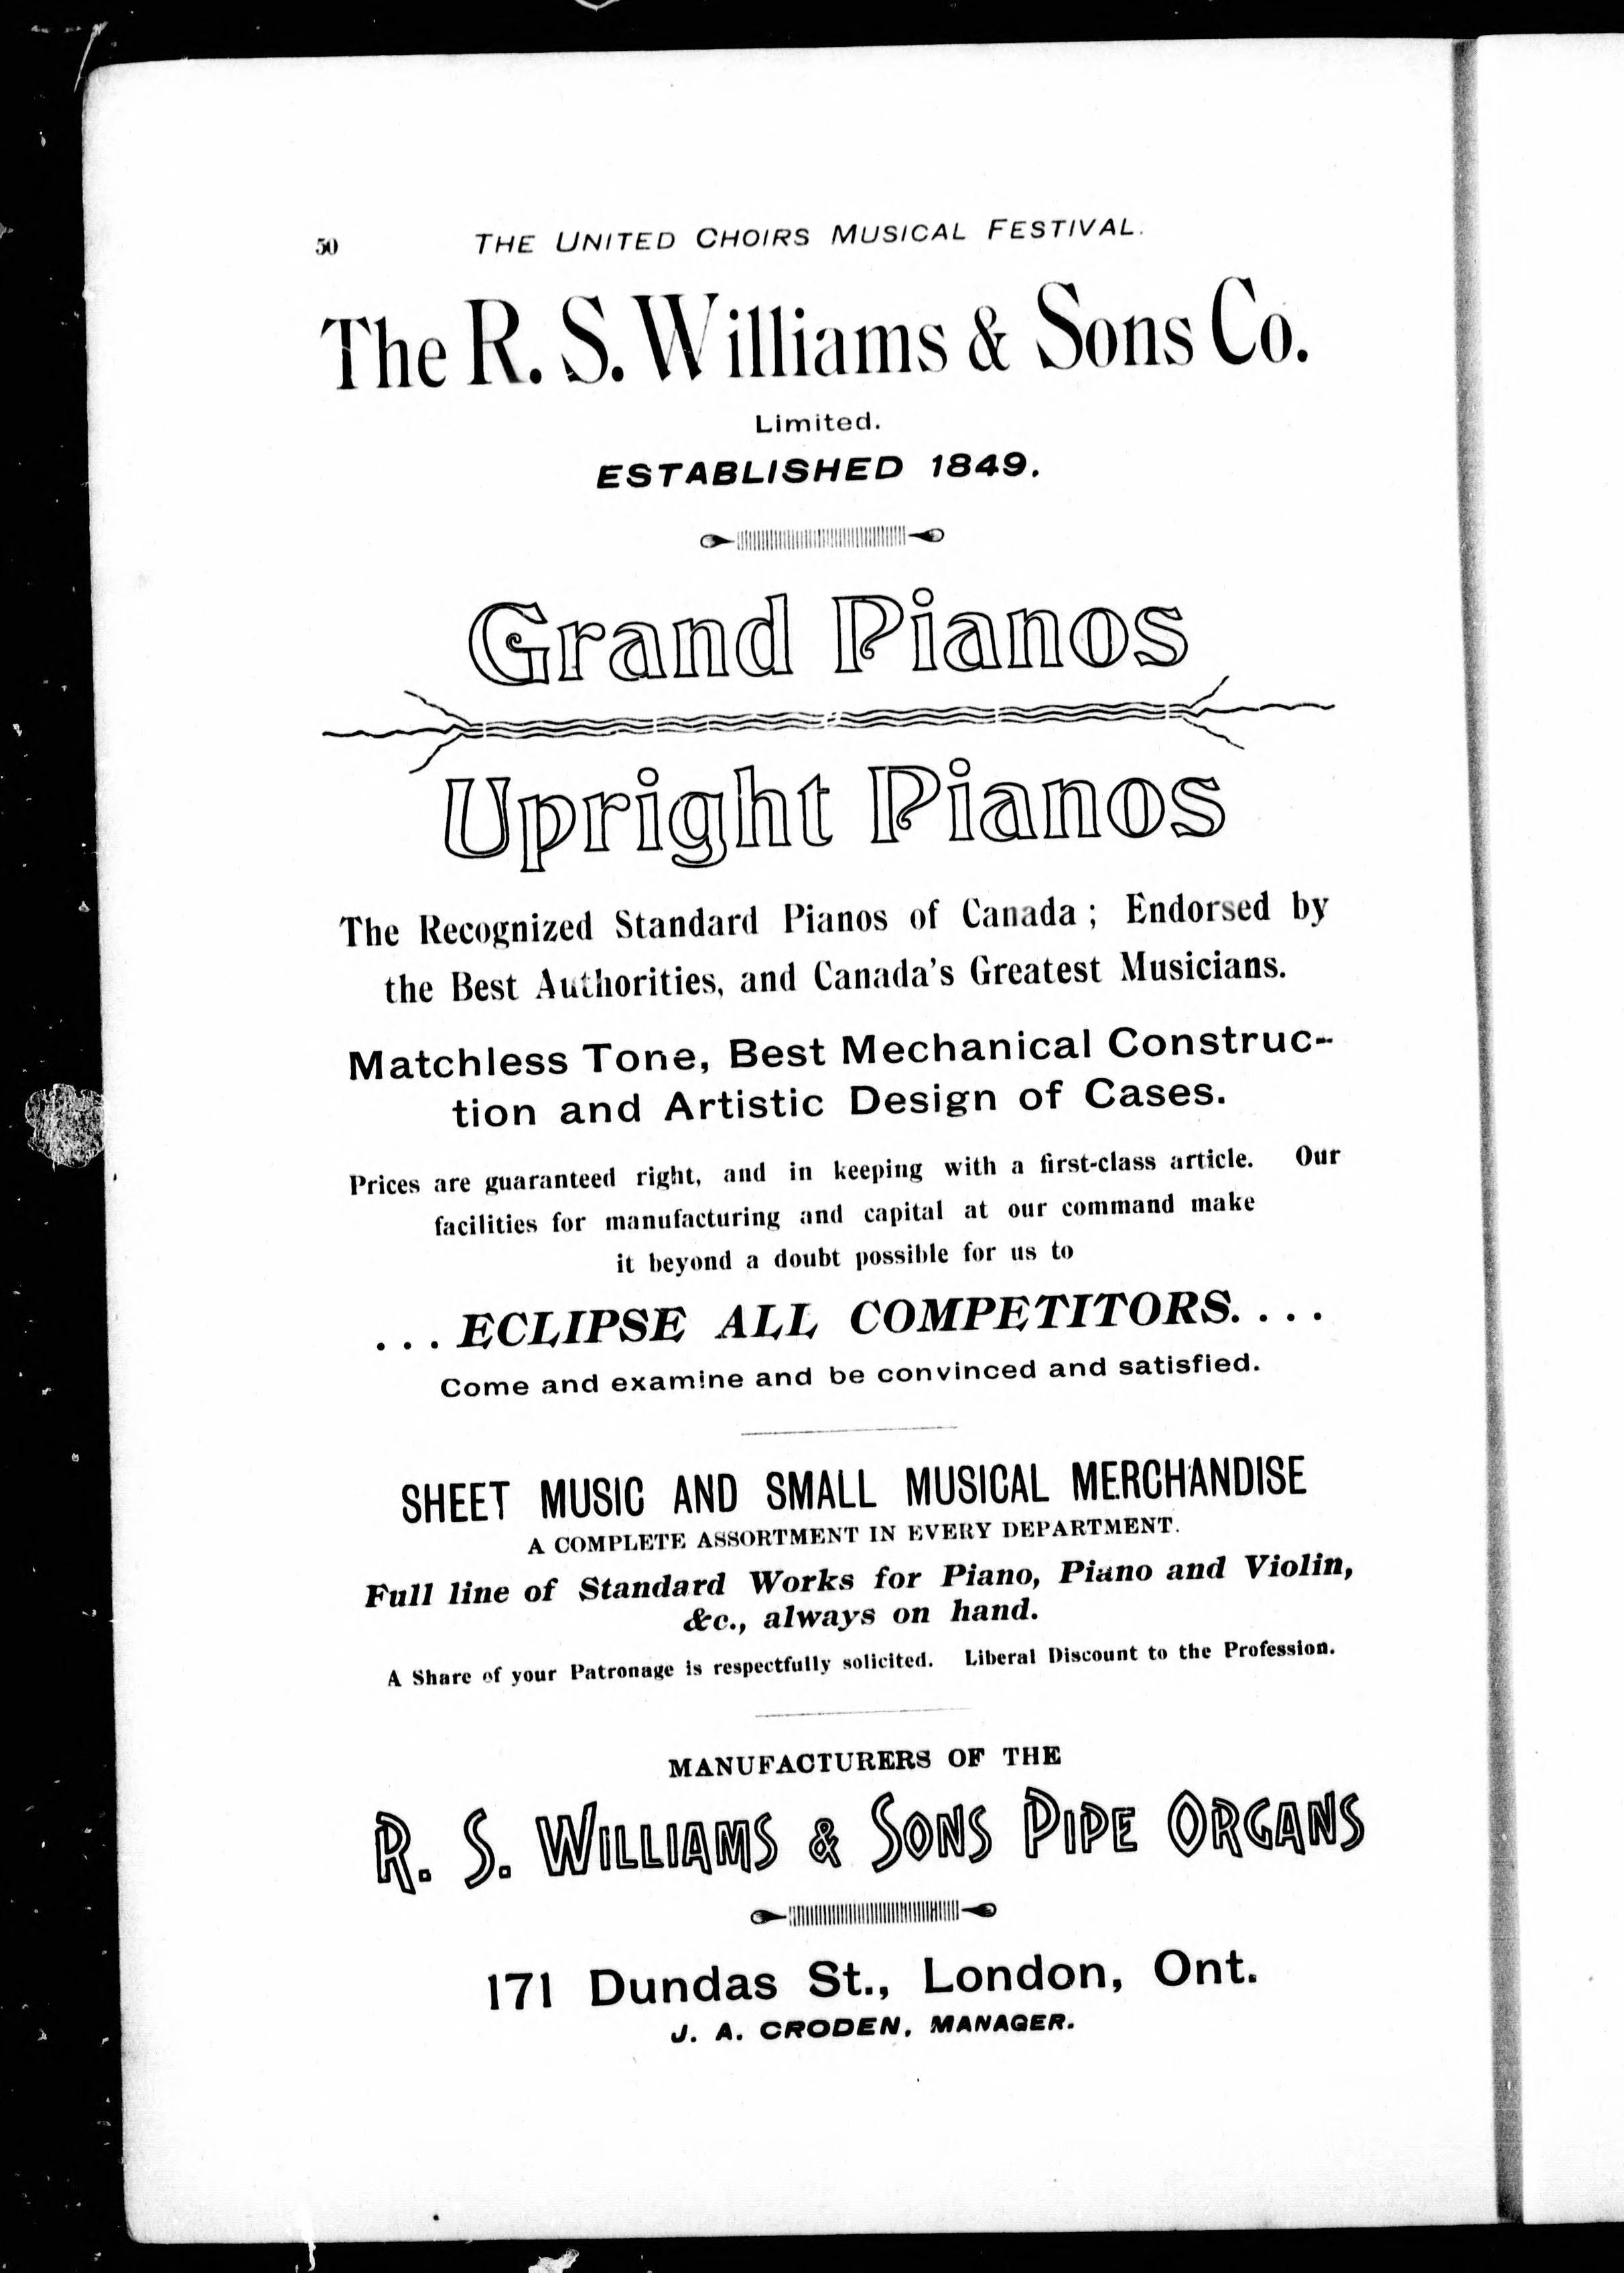 50
THE UNITED CHOIRS MUSICAL FESTIVAL.
The R. S. Williams & Sons Co.
Limited.
ESTABLISHED 1849.
Grand Pianos
Upright Pianos
The Recognized Standard Pianos of Canada; Endorsed by
the Best Authorities, and Canada's Greatest Musicians.
Matchless Tone, Best Mechanical Construc-
tion and Artistic Design of Cases.
Prices are guaranteed right, and in keeping with a first-class article. Our
facilities for manufacturing and capital at our command make
it beyond a doubt possible for us to
...ECLIPSE ALL COMPETITORS....
Come and examine and be convinced and satisfied.
SHEET MUSIC AND SMALL MUSICAL MERCHANDISE
A COMPLETE ASSORTMENT IN EVERY DEPARTMENT.
Full line of Standard Works for Piano, Piano and Violin,
&c., always on hand.
A Share of your Patronage is respectfully solicited. Liberal Discount to the Profession.
MANUFACTURERS OF THE
R. S. WILLIAMS & SONS PIPE ORGANS
171 Dundas St., London, Ont.
J. A. CRODEN, MANAGER.